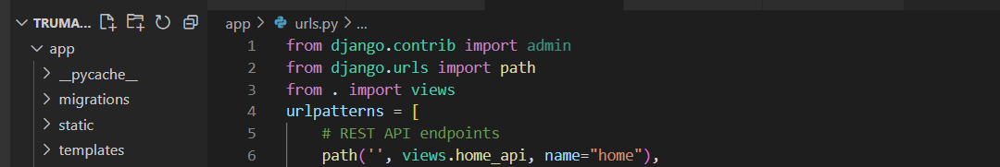 TRUMA...
app
__pycache__
migrations
static
templates
app > urls.py > ...
1 from django.contrib import admin
2 from django.urls import path
3 from . import views
4 urlpatterns = [
5 # REST API endpoints
6 path('', views.home_api, name="home"),